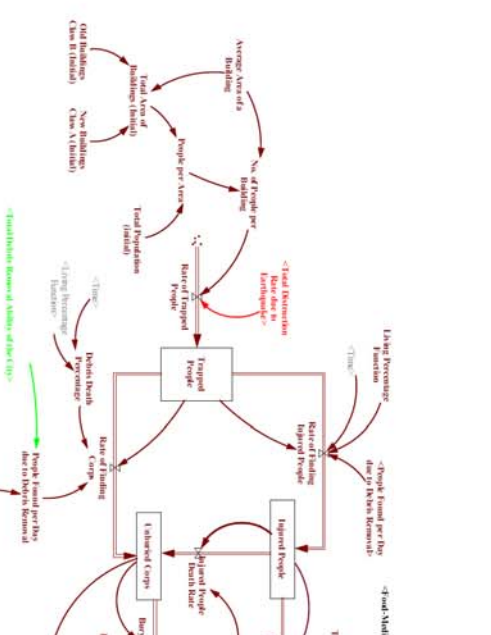 <Food-Medi
Living Percentage
Function
<People Found per Day
due to Debris Removal>
<Time>
<Total Distruction
Rate due to
Earthquake>
Average Area of a
Building
No. of People per
Building
Rate of Trapped
People
Trapped
People
Rate of Finding
Injured People
Injured People
Injured People
Death Rate
Total Area of
Buildings (Initial)
People per Area
Total Population
(initial)
Old Buildings
Class B (Initial)
New Buildings
Class A (Initial)
<Time>
<Living Percentage
Function>
Debris Death
Percentage
Rate of Finding
Corps
Unburied Corps
Bury
<Total Debris Removal Ability of the City>
People Found per Day
due to Debris Removal